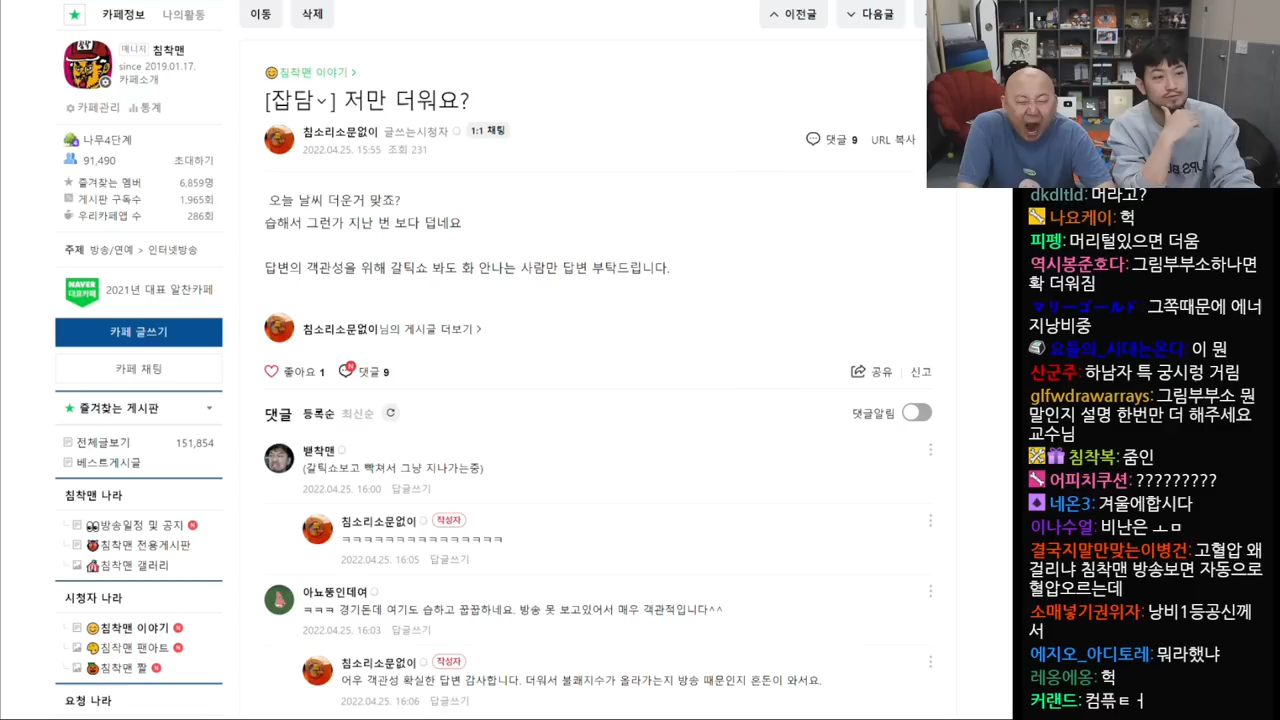 카페정보 나의활동
매니저 침착맨
since 2019.01.17.
카페소개
카페관리 통계
나무4단계
91,490 초대하기
즐겨찾는 멤버 6,859명
게시판 구독수 1,965회
우리카페앱 수 286회
주제 방송/연예 > 인터넷방송
NAVER
대표카페
2021년 대표 알찬카페
카페 글쓰기
카페 채팅
즐겨찾는 게시판
전체글보기 151,854
베스트게시글
침착맨 나라
방송일정 및 공지 N
침착맨 전용게시판
침착맨 갤러리
시청자 나라
침착맨 이야기 N
침착맨 팬아트 N
침착맨 짤 N
요청 나라
이동 삭제 이전글 다음글
침착맨 이야기 >
[잡담] 저만 더워요?
침소리소문없이 글쓰는시청자 1:1 채팅
2022.04.25. 15:55 조회 231
댓글 9 URL 복사
오늘 날씨 더운거 맞죠?
습해서 그런가 지난 번 보다 덥네요
답변의 객관성을 위해 갈틱쇼 봐도 화 안나는 사람만 답변 부탁드립니다.
침소리소문없이님의 게시글 더보기 >
좋아요 1 N 댓글 9 공유 신고
댓글 등록순 최신순 댓글알림
밷착맨
(갈틱쇼보고 빡쳐서 그냥 지나가는중)
2022.04.25. 16:00 답글쓰기
침소리소문없이 작성자
ㅋㅋㅋㅋㅋㅋㅋㅋㅋㅋㅋㅋㅋㅋㅋ
2022.04.25. 16:05 답글쓰기
아뇨뚱인데여
ㅋㅋㅋ 경기돈데 여기도 습하고 꿉꿉하네요. 방송 못 보고있어서 매우 객관적입니다^^
2022.04.25. 16:03 답글쓰기
침소리소문없이 작성자
어우 객관성 확실한 답변 감사합니다. 더워서 불쾌지수가 올라가는지 방송 때문인지 혼돈이 와서요.
2022.04.25. 16:06 답글쓰기
dkdltld: 머라고?
나요케이: 헉
피펭: 머리털있으면 더움
역시봉준호다: 그림부부소하나면
확 더워짐
マリーゴールド: 그쪽때문에 에너
지낭비중
요들의_시대는온다: 이 뭔
산군주: 하남자 특 궁시렁 거림
glfwdrawarrays: 그림부부소 뭔
말인지 설명 한번만 더 해주세요
교수님
침착복: 줌인
어피치쿠션: ?????????
네온3: 겨울에합시다
이나수얼: 비난은 ㅗㅁ
결국지말만맞는이병건: 고혈압 왜
걸리냐 침착맨 방송보면 자동으로
혈압오르는데
소매넣기권위자: 낭비1등공신께
서
에지오_아디토레: 뭐라했냐
레옹에옹: 헉
커랜드: 컴퓨ㅌㅓ